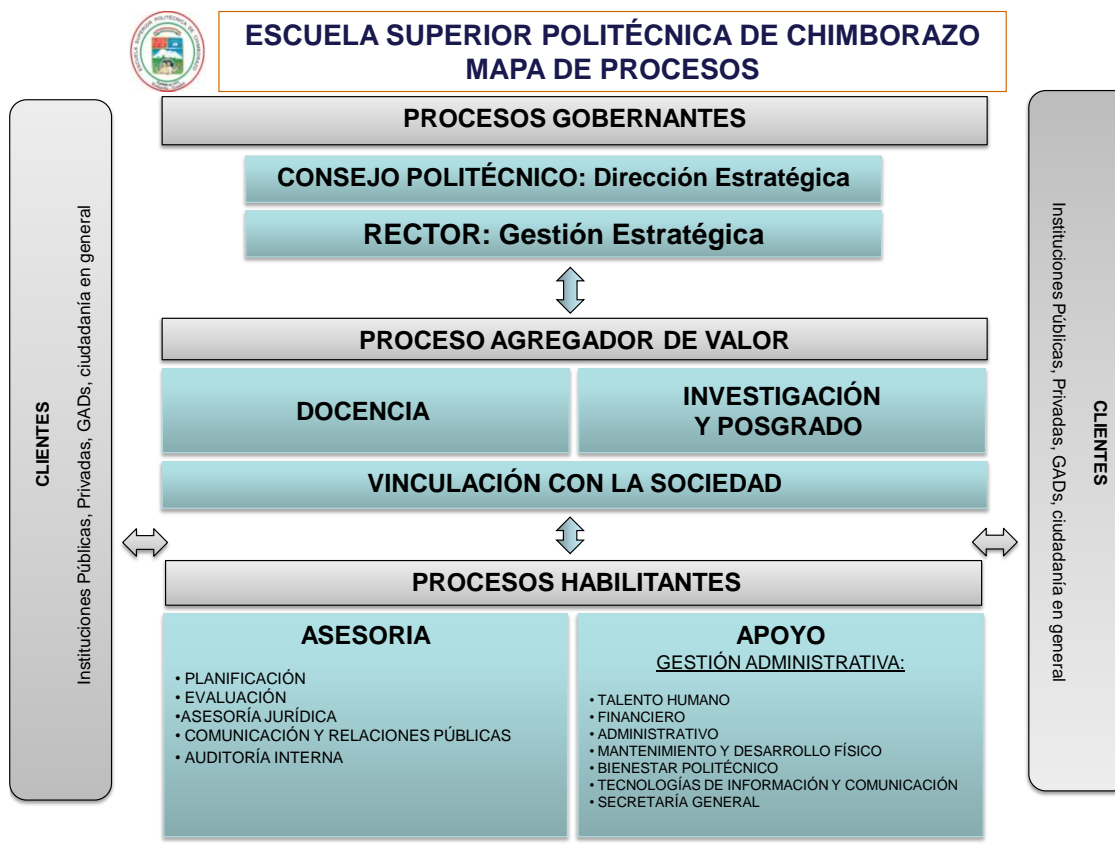 ESCUELA SUPERIOR POLITÉCNICA DE CHIMBORAZO
MAPA DE PROCESOS
CLIENTES
Instituciones Públicas, Privadas, GADs, ciudadanía en general
PROCESOS GOBERNANTES
CONSEJO POLITÉCNICO: Dirección Estratégica
RECTOR: Gestión Estratégica
PROCESO AGREGADOR DE VALOR
DOCENCIA
INVESTIGACIÓN
Y POSGRADO
VINCULACIÓN CON LA SOCIEDAD
PROCESOS HABILITANTES
ASESORIA
• PLANIFICACIÓN
• EVALUACIÓN
•ASESORÍA JURÍDICA
• COMUNICACIÓN Y RELACIONES PÚBLICAS
• AUDITORÍA INTERNA
APOYO
GESTIÓN ADMINISTRATIVA:
• TALENTO HUMANO
• FINANCIERO
• ADMINISTRATIVO
• MANTENIMIENTO Y DESARROLLO FÍSICO
• BIENESTAR POLITÉCNICO
• TECNOLOGÍAS DE INFORMACIÓN Y COMUNICACIÓN
• SECRETARÍA GENERAL
CLIENTES
Instituciones Públicas, Privadas, GADs, ciudadanía en general